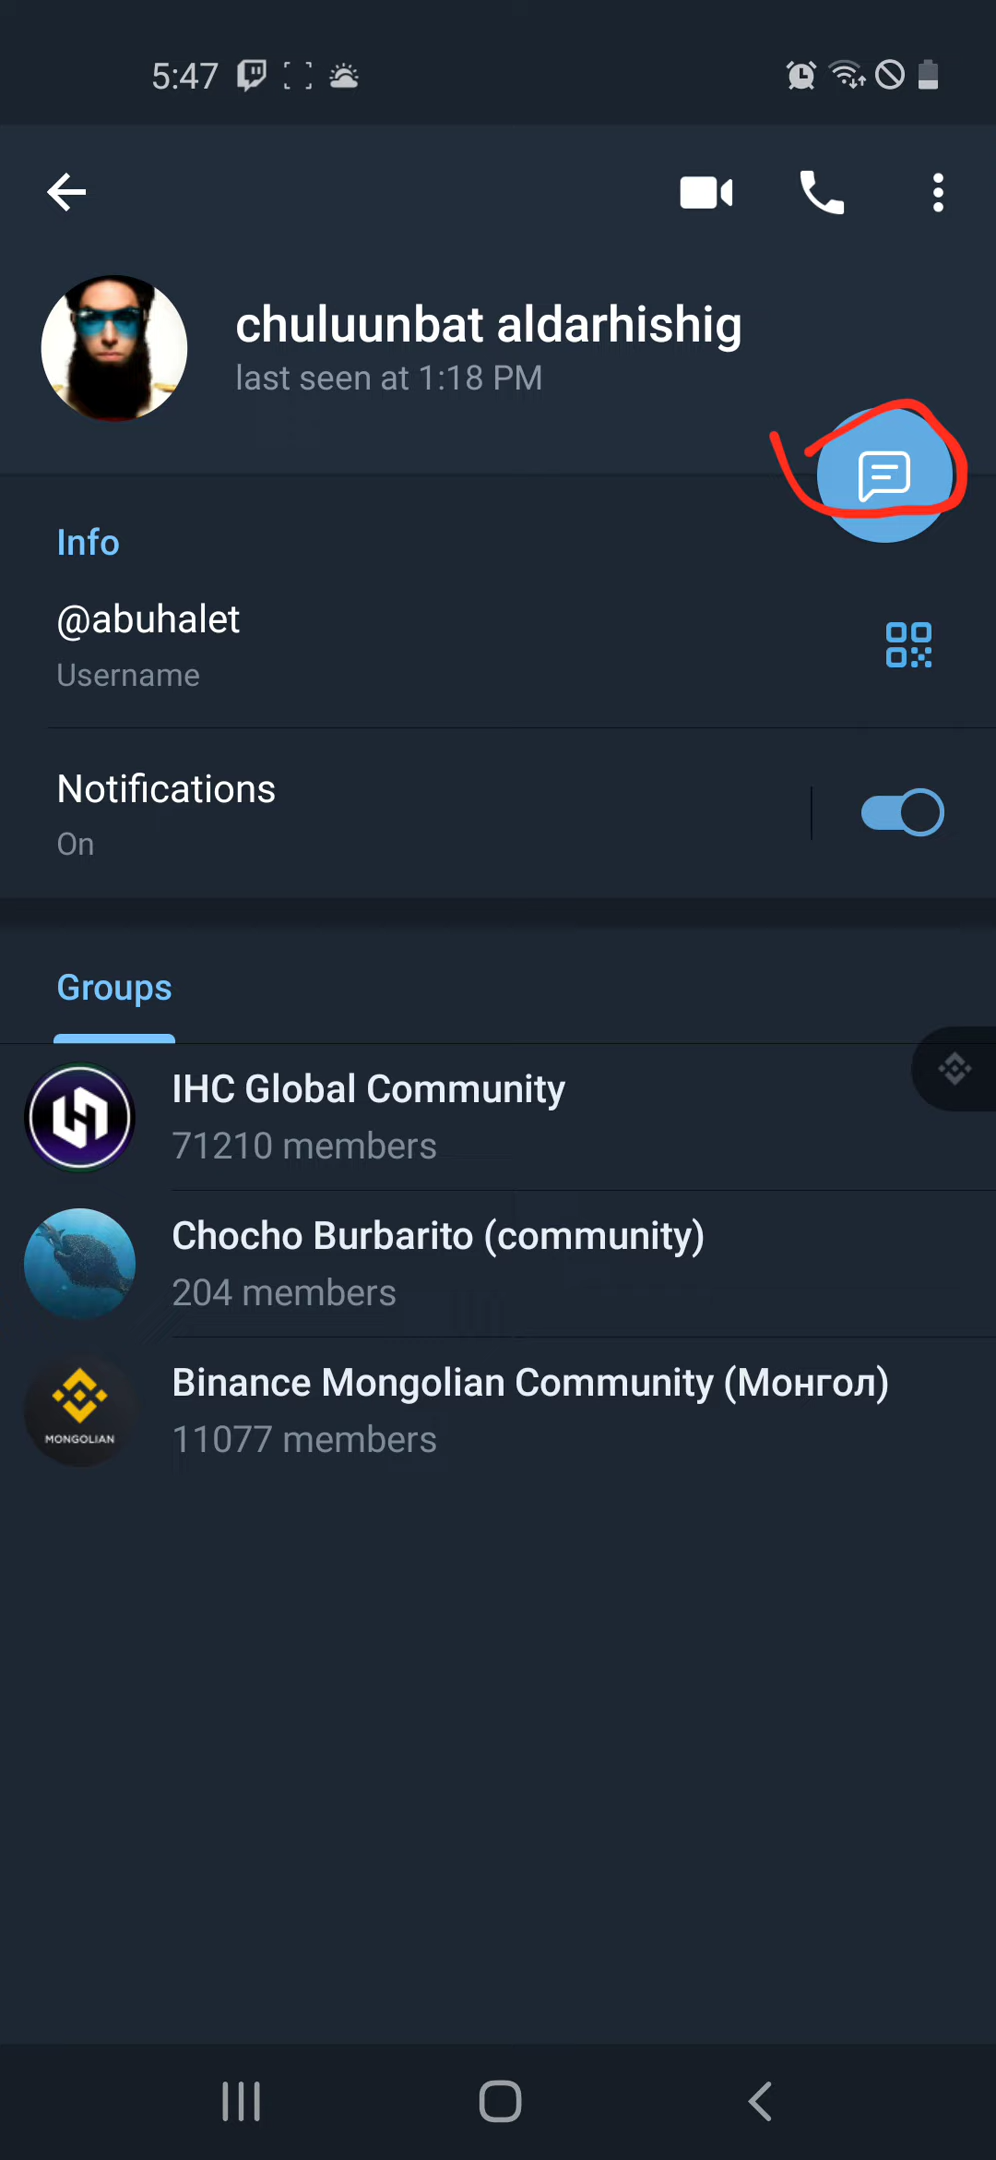 5:47
chuluunbat aldarhishig
last seen at 1:18 PM
Info
@abuhalet
Username
Notifications
On
Groups
IHC Global Community
71210 members
Chocho Burbarito (community)
204 members
MONGOLIAN
Binance Mongolian Community (Монгол)
11077 members